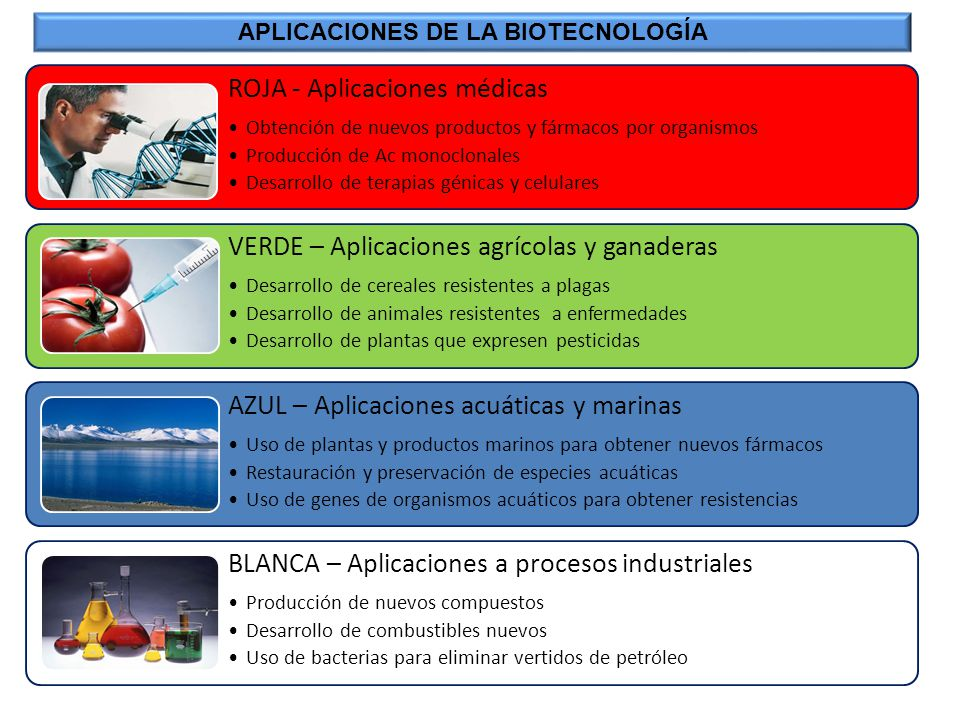 APLICACIONES DE LA BIOTECNOLOGÍA
ROJA - Aplicaciones médicas
• Obtención de nuevos productos y fármacos por organismos
• Producción de Ac monoclonales
• Desarrollo de terapias génicas y celulares
VERDE – Aplicaciones agrícolas y ganaderas
• Desarrollo de cereales resistentes a plagas
• Desarrollo de animales resistentes  a enfermedades
• Desarrollo de plantas que expresen pesticidas
AZUL – Aplicaciones acuáticas y marinas
• Uso de plantas y productos marinos para obtener nuevos fármacos
• Restauración y preservación de especies acuáticas
• Uso de genes de organismos acuáticos para obtener resistencias
BLANCA – Aplicaciones a procesos industriales
• Producción de nuevos compuestos
• Desarrollo de combustibles nuevos
• Uso de bacterias para eliminar vertidos de petróleo